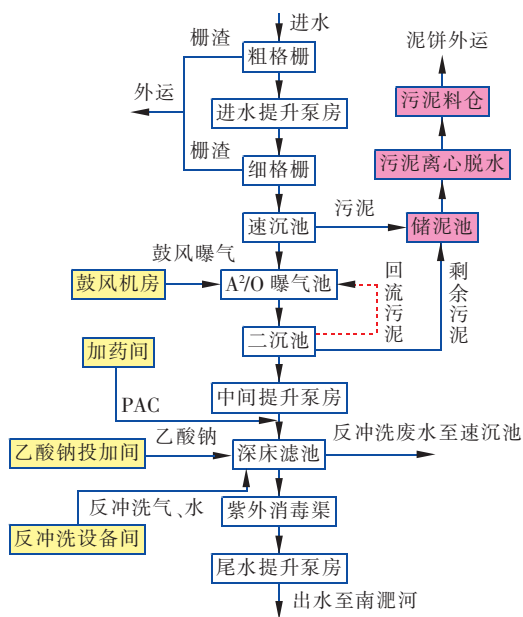 进水
栅渣
粗格栅
泥饼外运
外运
污泥料仓
进水提升泵房
栅渣
细格栅
污泥离心脱水
污泥
速沉池
储泥池
鼓风曝气
鼓风机房
A²/O 曝气池
回流污泥
剩余污泥
二沉池
加药间
中间提升泵房
PAC
乙酸钠
反冲洗废水至速沉池
乙酸钠投加间
深床滤池
反冲洗气、水
紫外消毒渠
反冲洗设备间
尾水提升泵房
出水至南淝河